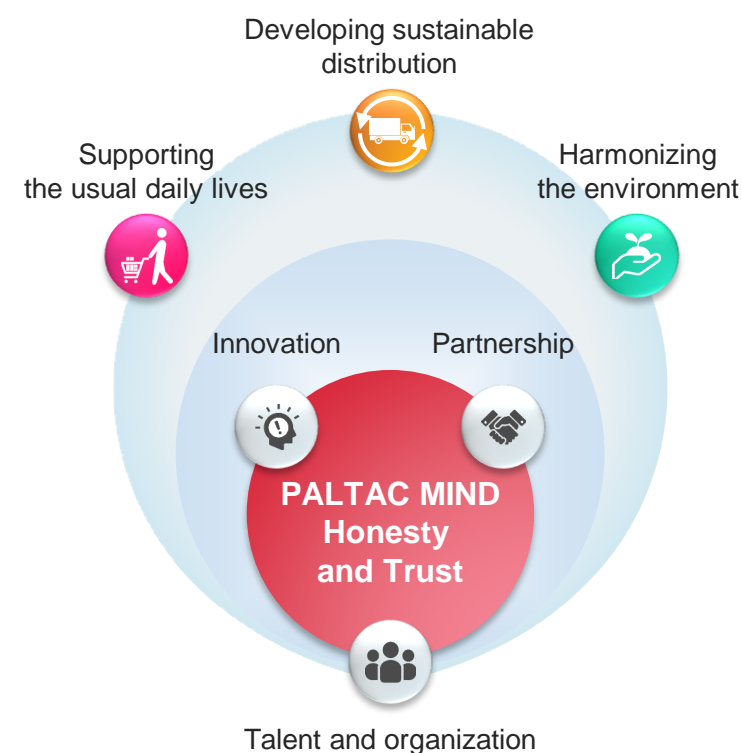 Developing sustainable
distribution
Supporting
the usual daily lives
Harmonizing
the environment
Innovation
Partnership
PALTAC MIND
Honesty
and Trust
Talent and organization